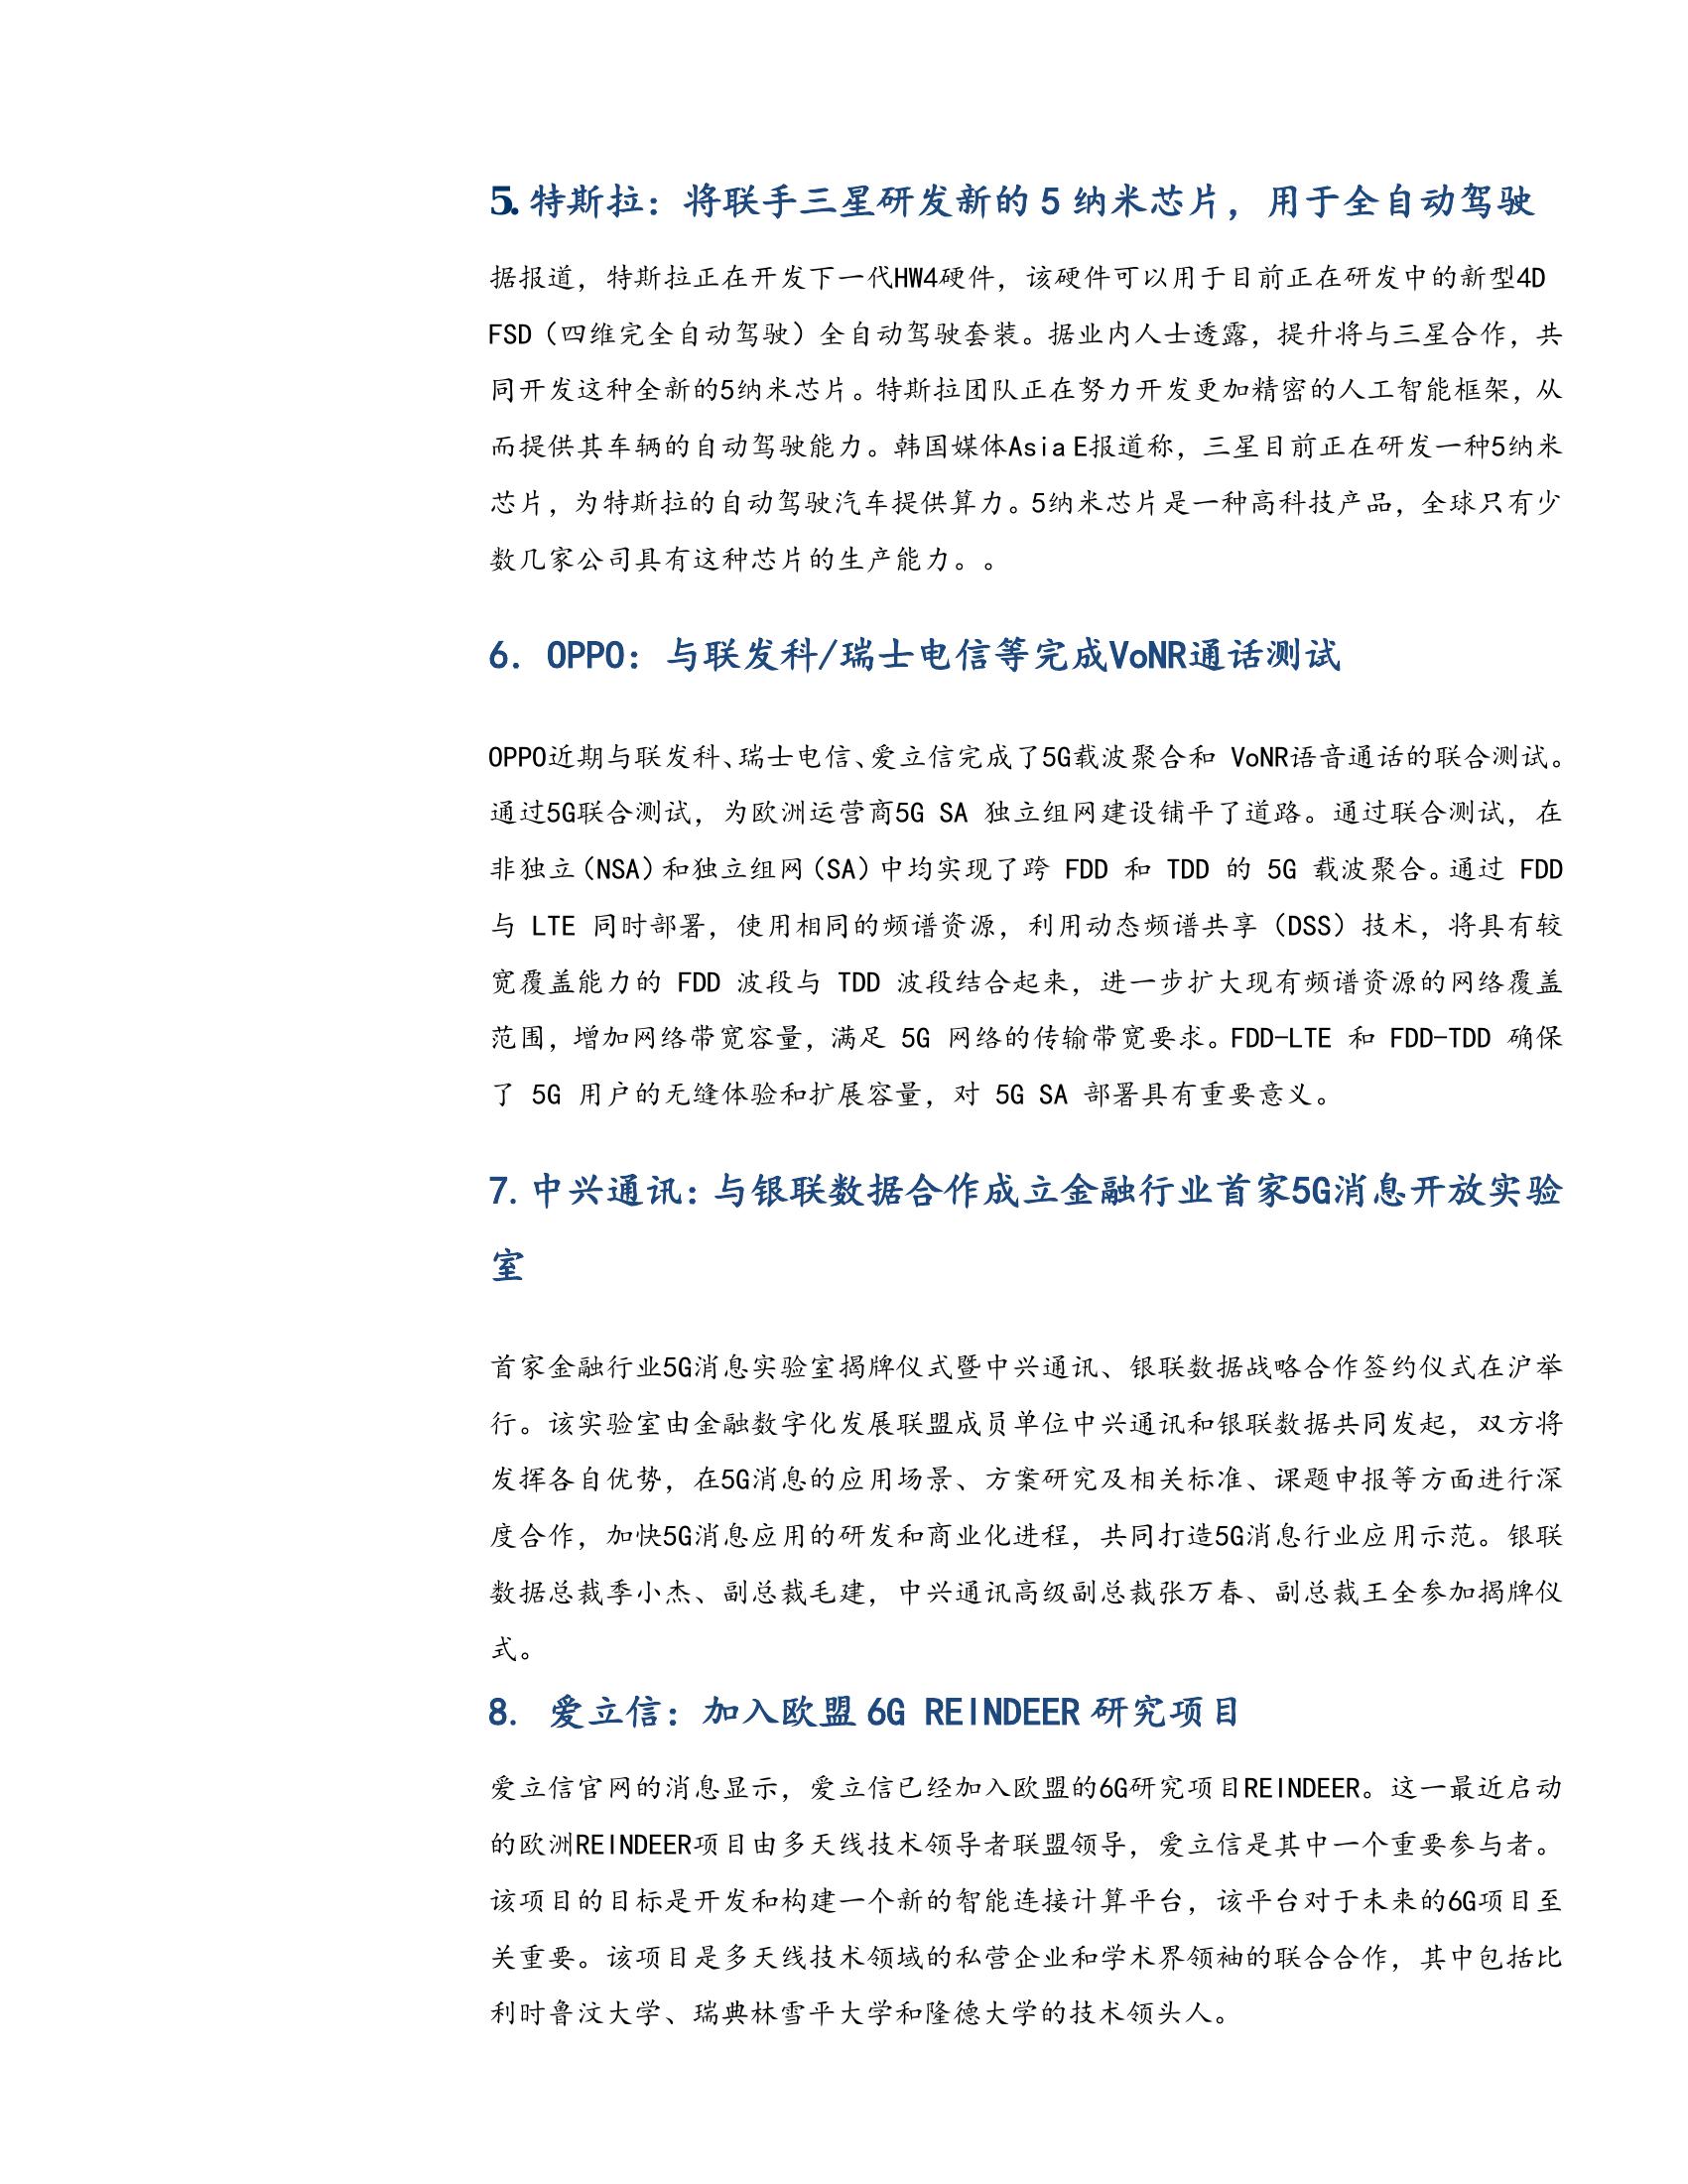 5. 特斯拉：将联手三星研发新的 5 纳米芯片，用于全自动驾驶
据报道，特斯拉正在开发下一代HW4硬件，该硬件可以用于目前正在研发中的新型4D
FSD（四维完全自动驾驶）全自动驾驶套装。据业内人士透露，提升将与三星合作，共
同开发这种全新的5纳米芯片。特斯拉团队正在努力开发更加精密的人工智能框架，从
而提供其车辆的自动驾驶能力。韩国媒体Asia E报道称，三星目前正在研发一种5纳米
芯片，为特斯拉的自动驾驶汽车提供算力。5纳米芯片是一种高科技产品，全球只有少
数几家公司具有这种芯片的生产能力。。
6. OPPO：与联发科/瑞士电信等完成VoNR通话测试
OPPO近期与联发科、瑞士电信、爱立信完成了5G载波聚合和 VoNR语音通话的联合测试。
通过5G联合测试，为欧洲运营商5G SA 独立组网建设铺平了道路。通过联合测试，在
非独立（NSA）和独立组网（SA）中均实现了跨 FDD 和 TDD 的 5G 载波聚合。通过 FDD
与 LTE 同时部署，使用相同的频谱资源，利用动态频谱共享（DSS）技术，将具有较
宽覆盖能力的 FDD 波段与 TDD 波段结合起来，进一步扩大现有频谱资源的网络覆盖
范围，增加网络带宽容量，满足 5G 网络的传输带宽要求。FDD-LTE 和 FDD-TDD 确保
了 5G 用户的无缝体验和扩展容量，对 5G SA 部署具有重要意义。
7. 中兴通讯：与银联数据合作成立金融行业首家5G消息开放实验
室
首家金融行业5G消息实验室揭牌仪式暨中兴通讯、银联数据战略合作签约仪式在沪举
行。该实验室由金融数字化发展联盟成员单位中兴通讯和银联数据共同发起，双方将
发挥各自优势，在5G消息的应用场景、方案研究及相关标准、课题申报等方面进行深
度合作，加快5G消息应用的研发和商业化进程，共同打造5G消息行业应用示范。银联
数据总裁季小杰、副总裁毛建，中兴通讯高级副总裁张万春、副总裁王全参加揭牌仪
式。
8. 爱立信：加入欧盟 6G REINDEER 研究项目
爱立信官网的消息显示，爱立信已经加入欧盟的6G研究项目REINDEER。这一最近启动
的欧洲REINDEER项目由多天线技术领导者联盟领导，爱立信是其中一个重要参与者。
该项目的目标是开发和构建一个新的智能连接计算平台，该平台对于未来的6G项目至
关重要。该项目是多天线技术领域的私营企业和学术界领袖的联合合作，其中包括比
利时鲁汶大学、瑞典林雪平大学和隆德大学的技术领头人。